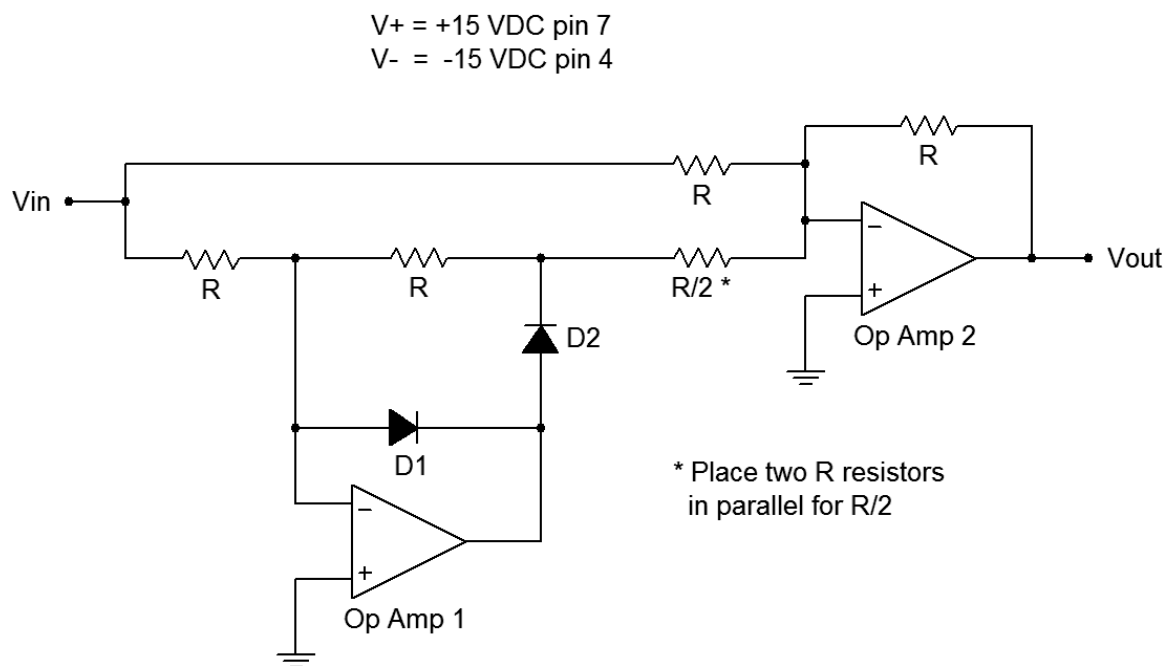 V+ = +15 VDC pin 7
V- = -15 VDC pin 4
R
R
Vin
R
R
R/2 *
−
+
Vout
D2
Op Amp 2
D1
* Place two R resistors
in parallel for R/2
−
+
Op Amp 1